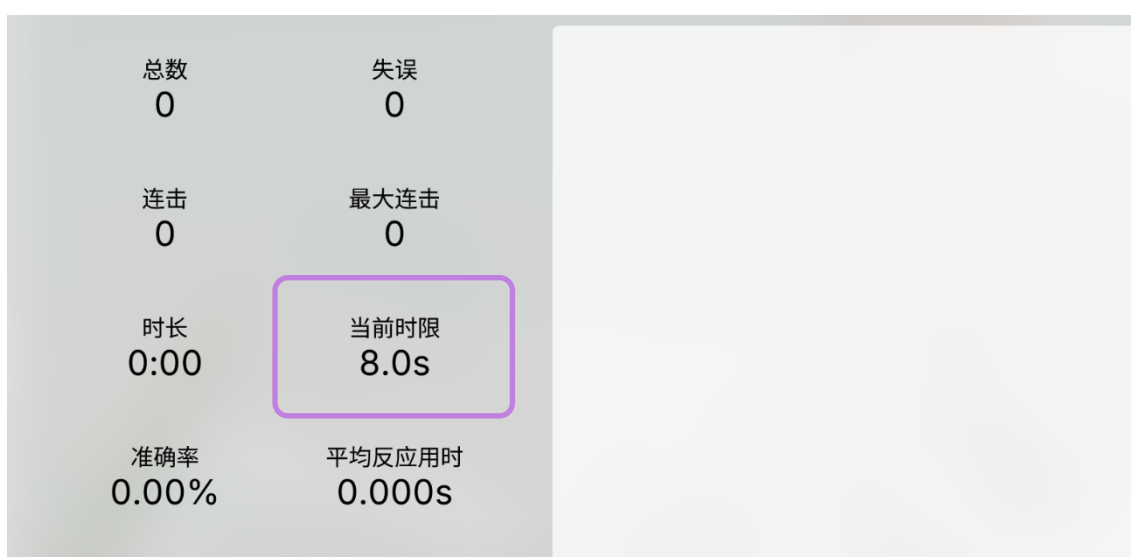 总数 失误
0 0
连击 最大连击
0 0
时长 当前时限
0:00 8.0s
准确率 平均反应用时
0.00% 0.000s